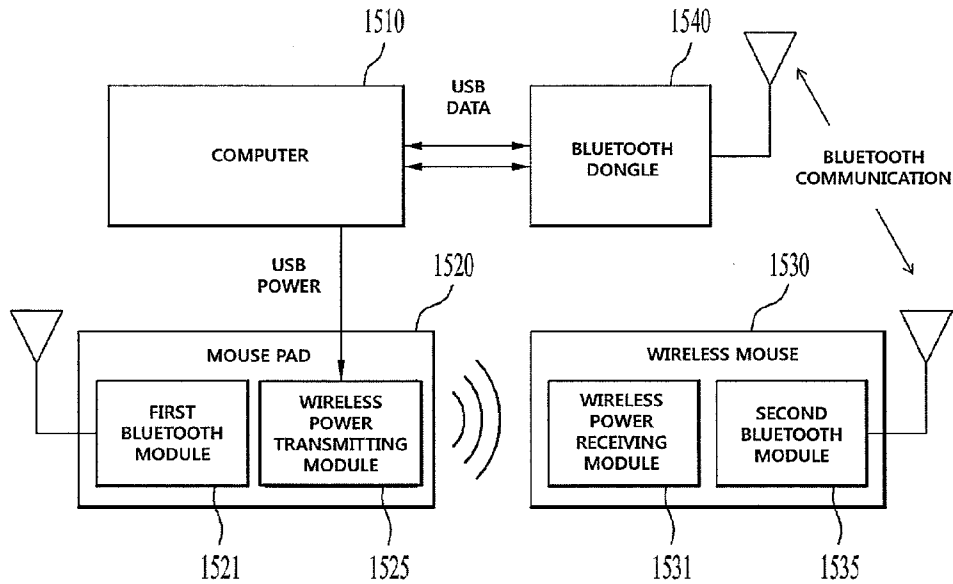 1510
1540
USB
DATA
COMPUTER
BLUETOOTH
DONGLE
BLUETOOTH
COMMUNICATION
USB
POWER
1520
1530
MOUSE PAD
WIRELESS MOUSE
FIRST
BLUETOOTH
MODULE
WIRELESS
POWER
TRANSMITTING
MODULE
WIRELESS
POWER
RECEIVING
MODULE
SECOND
BLUETOOTH
MODULE
1521
1525
1531
1535